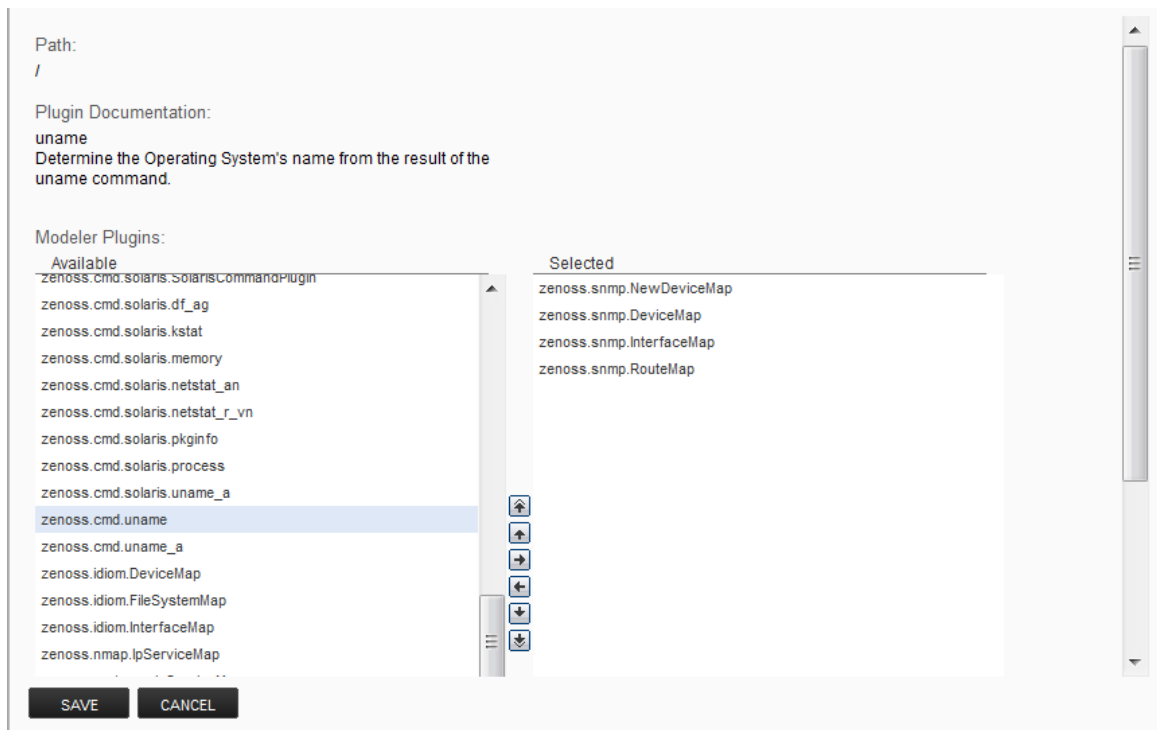 Path:
/
Plugin Documentation:
uname
Determine the Operating System's name from the result of the
uname command.
Modeler Plugins:
Available
zenoss.cmd.solaris.SolarisCommandPlugin
zenoss.cmd.solaris.df_ag
zenoss.cmd.solaris.kstat
zenoss.cmd.solaris.memory
zenoss.cmd.solaris.netstat_an
zenoss.cmd.solaris.netstat_r_vn
zenoss.cmd.solaris.pkginfo
zenoss.cmd.solaris.process
zenoss.cmd.solaris.uname_a
zenoss.cmd.uname
zenoss.cmd.uname_a
zenoss.idiom.DeviceMap
zenoss.idiom.FileSystemMap
zenoss.idiom.InterfaceMap
zenoss.nmap.IpServiceMap
Selected
zenoss.snmp.NewDeviceMap
zenoss.snmp.DeviceMap
zenoss.snmp.InterfaceMap
zenoss.snmp.RouteMap
SAVE CANCEL